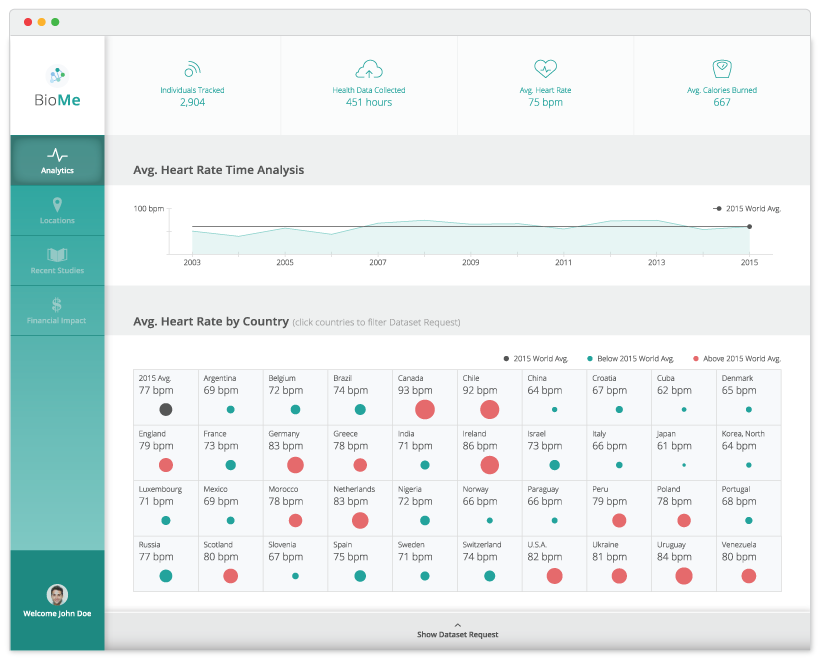 BioMe
Individuals Tracked
2,904
Health Data Collected
451 hours
Avg. Heart Rate
75 bpm
Avg. Calories Burned
667
Analytics
Locations
Recent Studies
Financial Impact
Welcome John Doe
Avg. Heart Rate Time Analysis
100 bpm
2015 World Avg.
2003 2005 2007 2009 2011 2013 2015
Avg. Heart Rate by Country (click countries to filter Dataset Request)
2015 World Avg. Below 2015 World Avg. Above 2015 World Avg.
2015 Avg. Argentina Belgium Brazil Canada Chile China Croatia Cuba Denmark
77 bpm 69 bpm 72 bpm 74 bpm 93 bpm 92 bpm 64 bpm 67 bpm 62 bpm 65 bpm
England France Germany Greece India Ireland Israel Italy Japan Korea, North
79 bpm 73 bpm 83 bpm 78 bpm 71 bpm 86 bpm 73 bpm 66 bpm 61 bpm 64 bpm
Luxembourg Mexico Morocco Netherlands Nigeria Norway Paraguay Peru Poland Portugal
71 bpm 69 bpm 78 bpm 83 bpm 72 bpm 66 bpm 66 bpm 79 bpm 78 bpm 68 bpm
Russia Scotland Slovenia Spain Sweden Switzerland U.S.A. Ukraine Uruguay Venezuela
77 bpm 80 bpm 67 bpm 75 bpm 71 bpm 74 bpm 82 bpm 81 bpm 84 bpm 80 bpm
Show Dataset Request